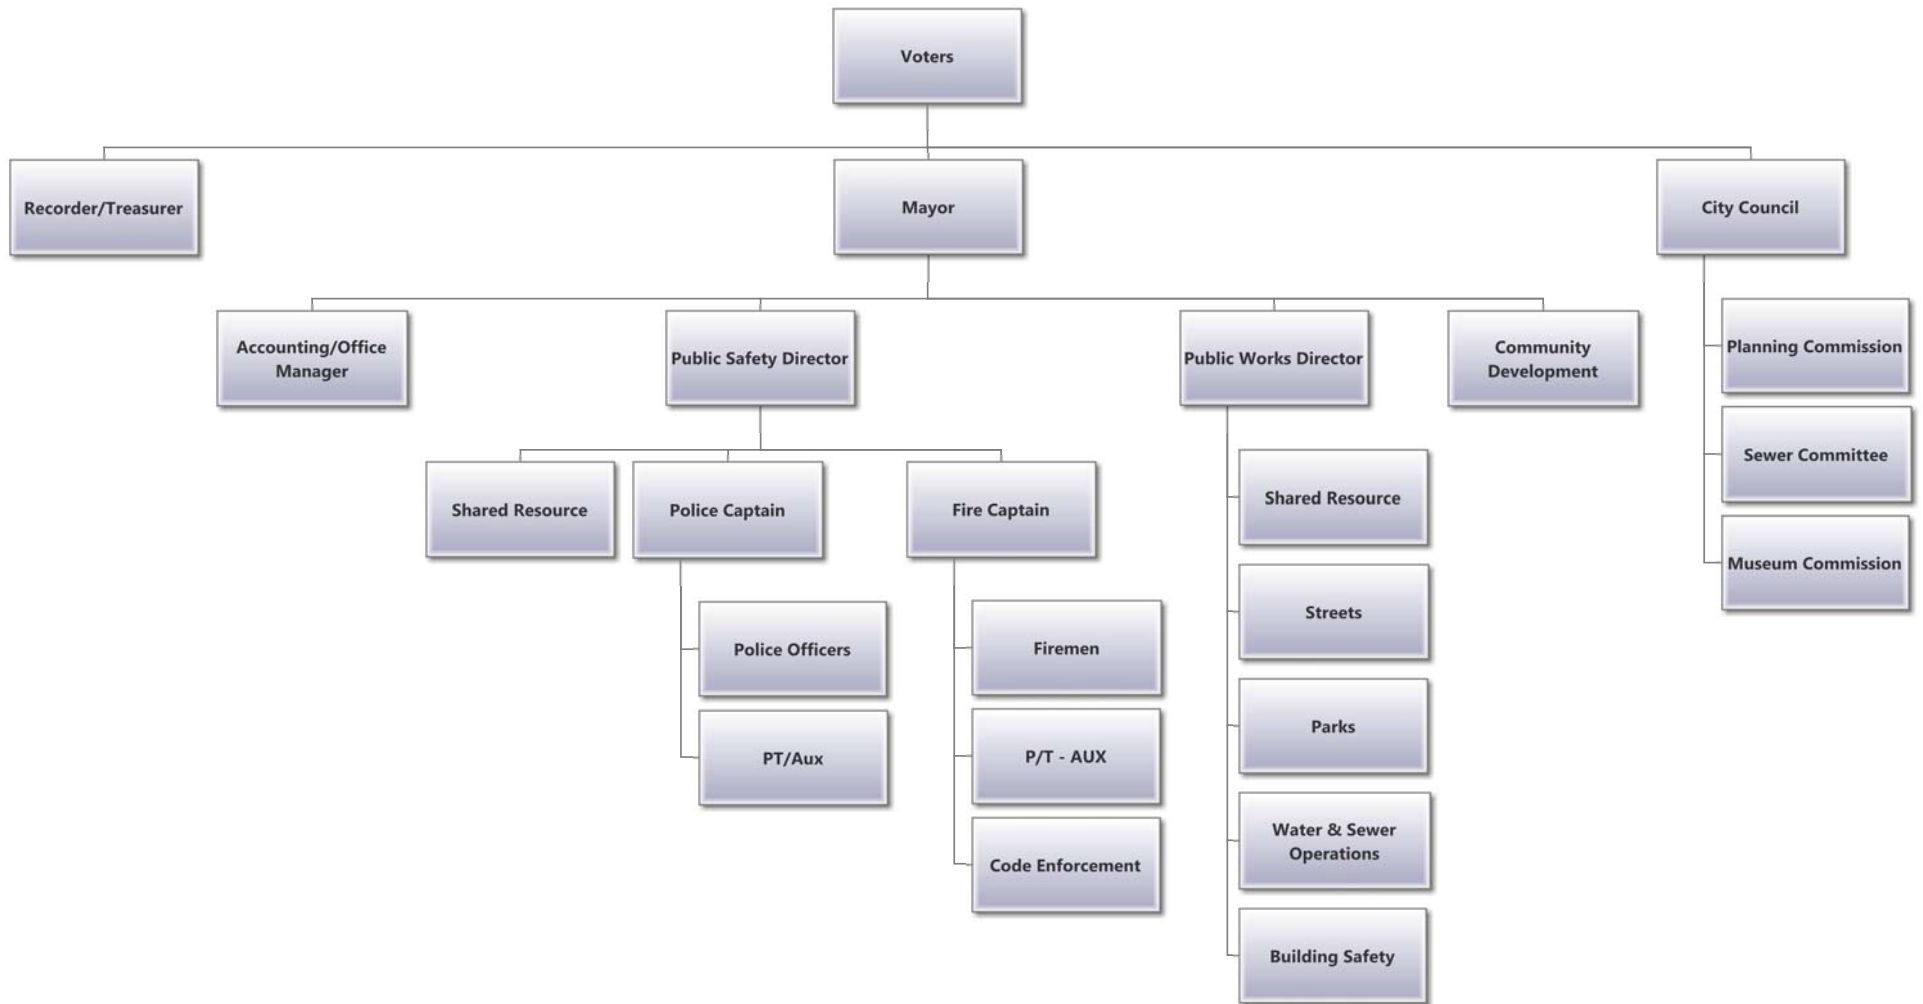 Voters
Recorder/Treasurer
Mayor
City Council
Accounting/Office
Manager
Public Safety Director
Public Works Director
Community
Development
Planning Commission
Sewer Committee
Museum Commission
Shared Resource
Police Captain
Fire Captain
Police Officers
PT/Aux
Firemen
P/T - AUX
Code Enforcement
Shared Resource
Streets
Parks
Water & Sewer
Operations
Building Safety